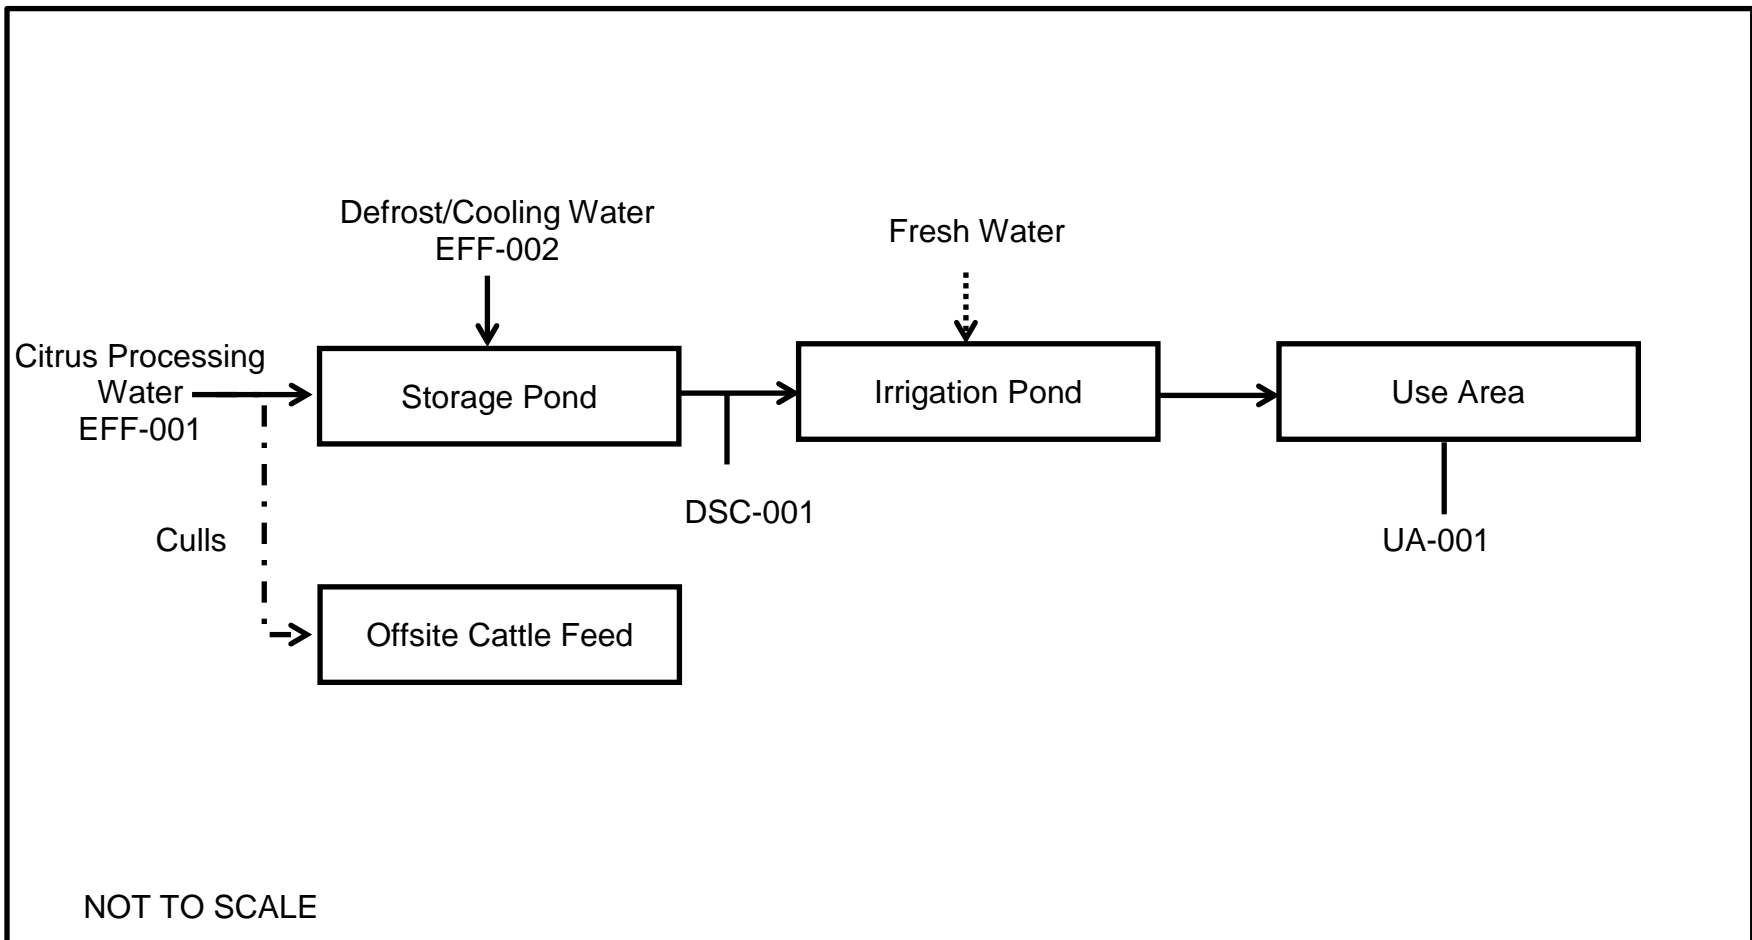 Defrost/Cooling Water
EFF-002
Fresh Water
Citrus Processing
Water
EFF-001
Storage Pond
Irrigation Pond
Use Area
DSC-001
UA-001
Culls
Offsite Cattle Feed
NOT TO SCALE